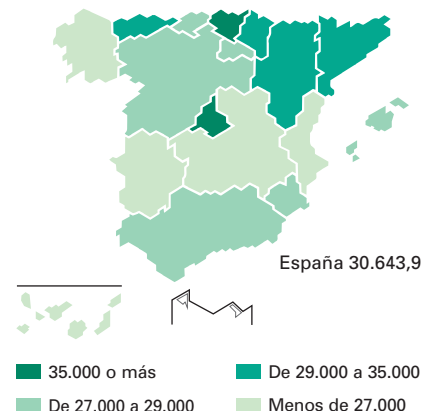 España 30.643,9
35.000 o más
De 29.000 a 35.000
De 27.000 a 29.000
Menos de 27.000